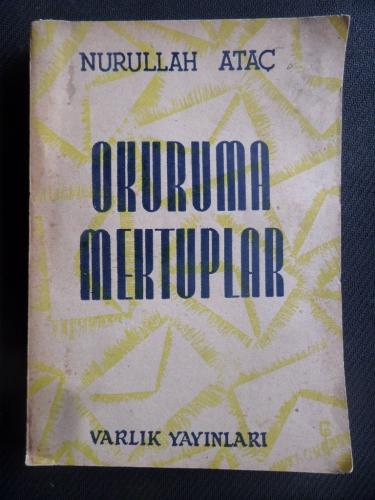 NURULLAH ATAÇ
OKURUMA
MEKTUPLAR
VARLIK YAYINLARI